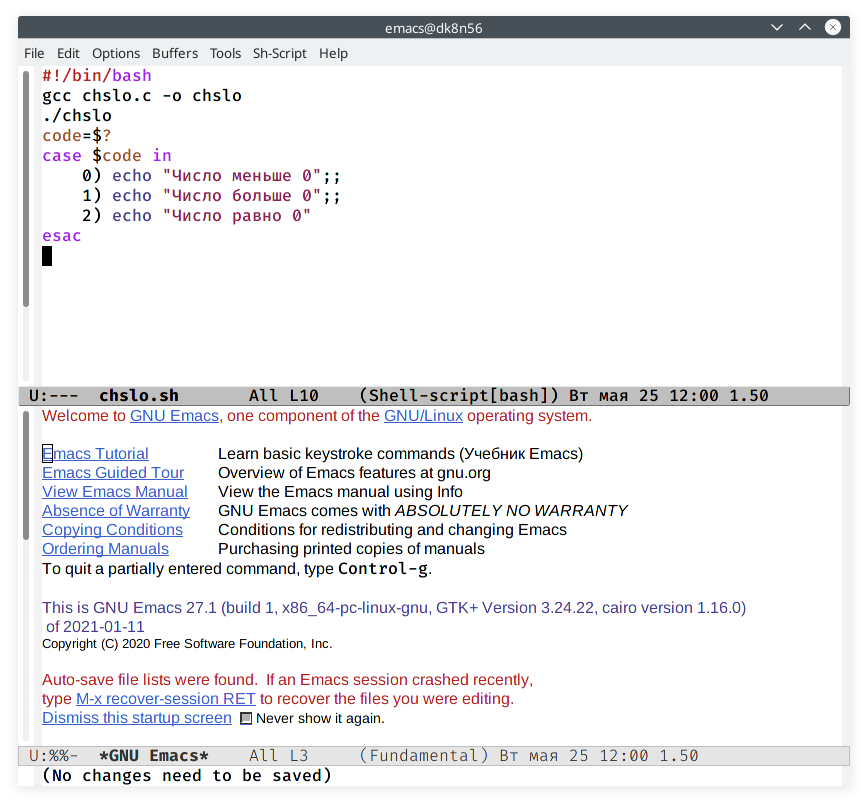 emacs@dk8n56
File Edit Options Buffers Tools Sh-Script Help
#!/bin/bash
gcc chslo.c -o chslo
./chslo
code=$?
case $code in
    0) echo "Число меньше 0";;
    1) echo "Число больше 0";;
    2) echo "Число равно 0"
esac
U:--- chslo.sh All L10 (Shell-script[bash]) Вт мая 25 12:00 1.50
Welcome to GNU Emacs, one component of the GNU/Linux operating system.
Emacs Tutorial Learn basic keystroke commands (Учебник Emacs)
Emacs Guided Tour Overview of Emacs features at gnu.org
View Emacs Manual View the Emacs manual using Info
Absence of Warranty GNU Emacs comes with ABSOLUTELY NO WARRANTY
Copying Conditions Conditions for redistributing and changing Emacs
Ordering Manuals Purchasing printed copies of manuals
To quit a partially entered command, type Control-g.
This is GNU Emacs 27.1 (build 1, x86_64-pc-linux-gnu, GTK+ Version 3.24.22, cairo version 1.16.0)
of 2021-01-11
Copyright (C) 2020 Free Software Foundation, Inc.
Auto-save file lists were found. If an Emacs session crashed recently,
type M-x recover-session RET to recover the files you were editing.
Dismiss this startup screen Never show it again.
U:%%- *GNU Emacs* All L3 (Fundamental) Вт мая 25 12:00 1.50
(No changes need to be saved)